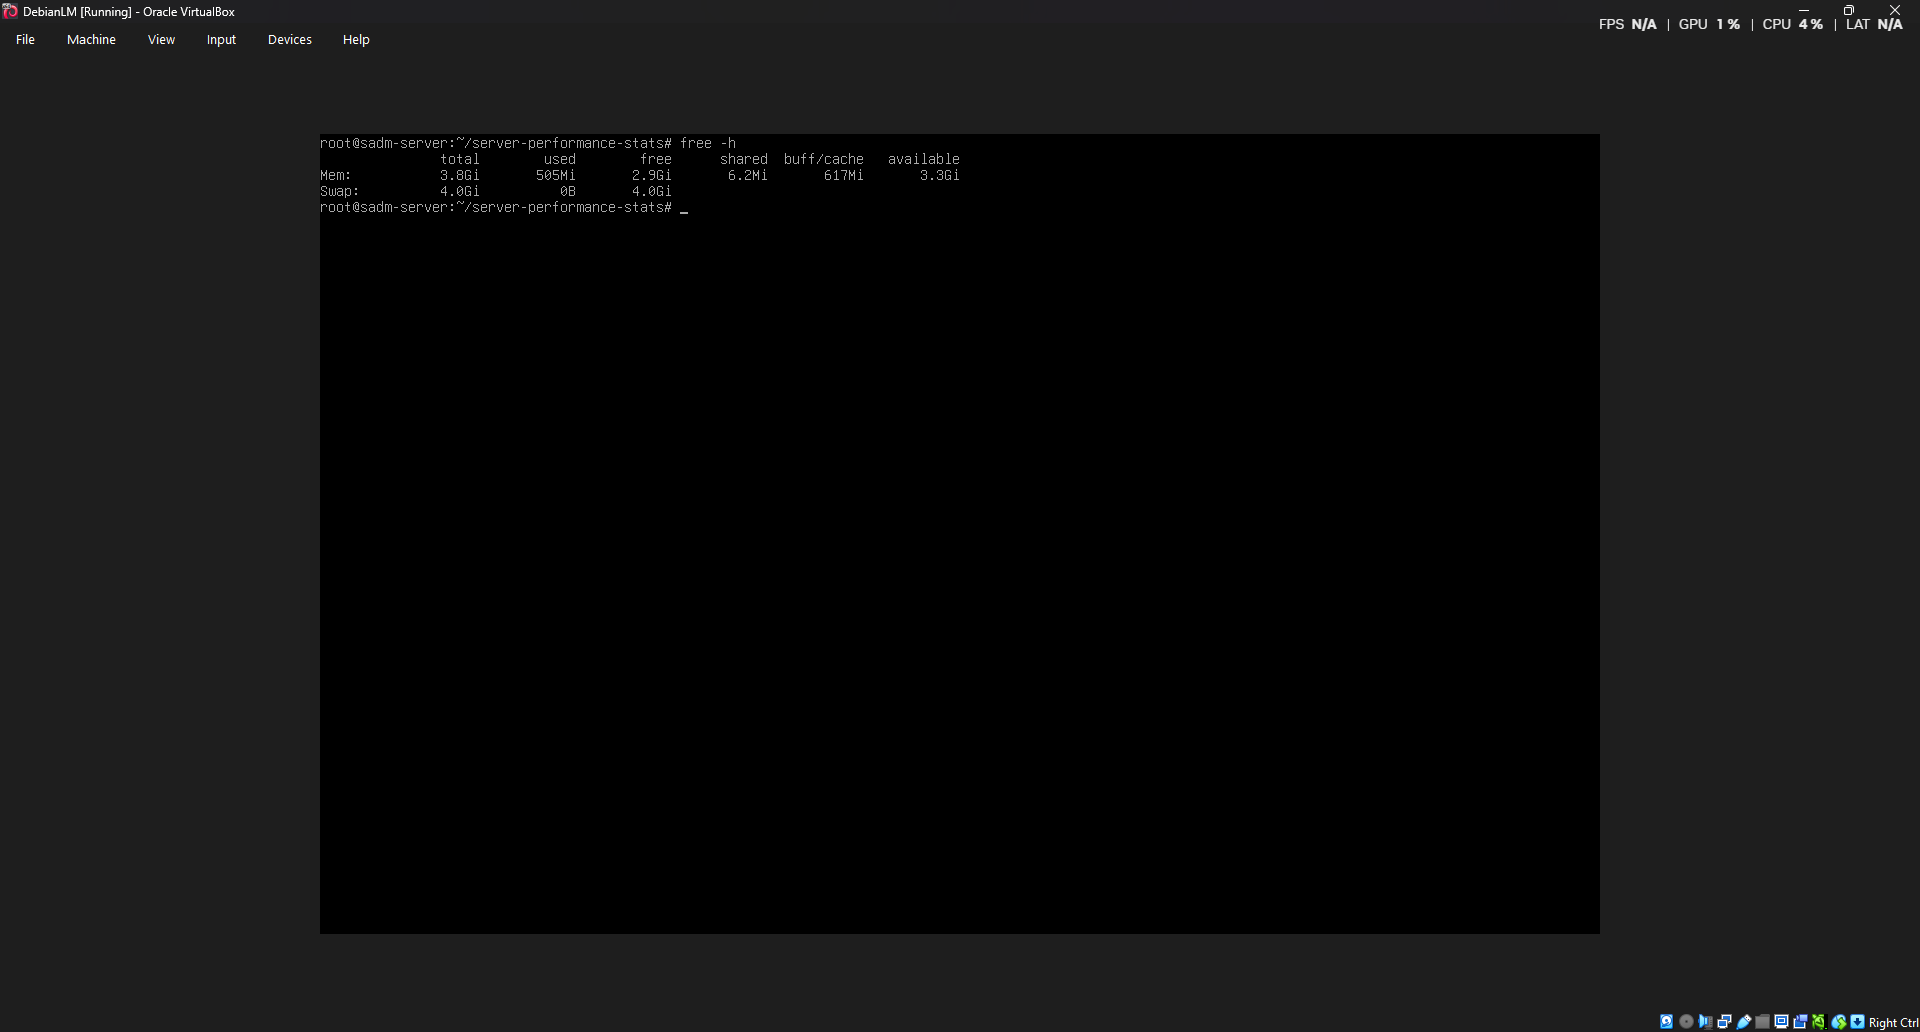 DebianLM [Running] - Oracle VirtualBox
FPS N/A | GPU 1% | CPU 4% | LAT N/A
File Machine View Input Devices Help
root@sadm-server:~/server-performance-stats# free -h
total used free shared buff/cache available
Mem: 3.8Gi 505Mi 2.9Gi 6.2Mi 617Mi 3.3Gi
Swap: 4.0Gi 0B 4.0Gi
root@sadm-server:~/server-performance-stats# _
Right Ctrl